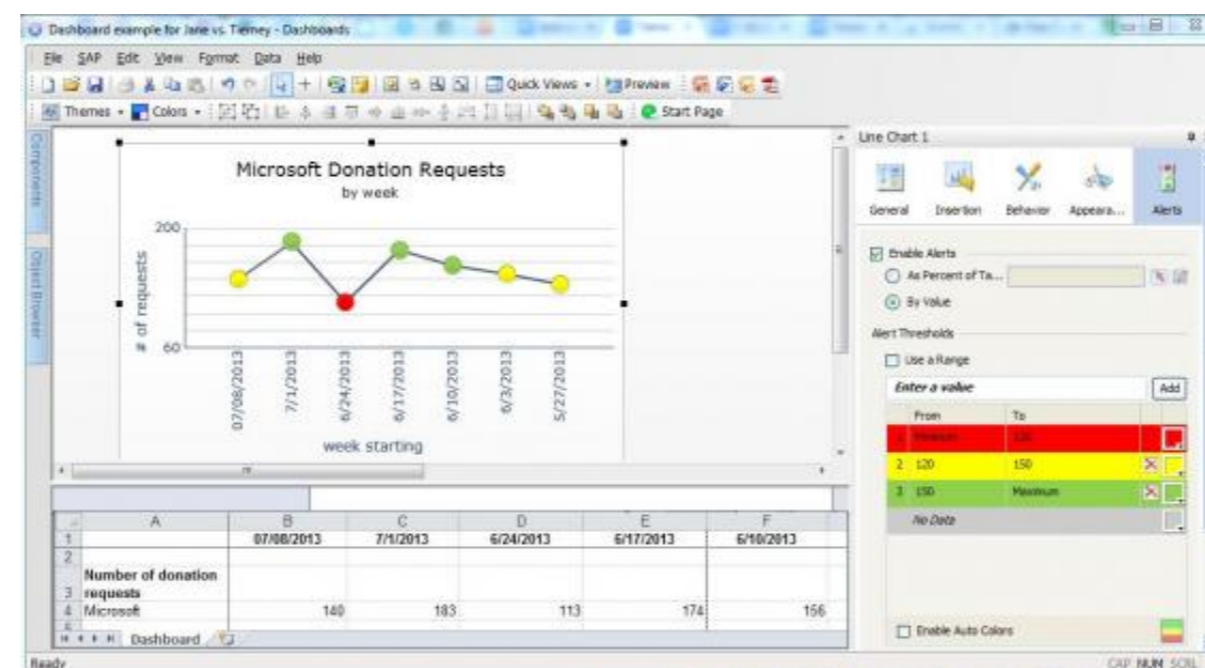 Dashboard example for Jane vs. Tierney - Dashboards
File SAP Edit View Format Data Help
Quick Views Preview
Themes Colors Start Page
Components
Object Browser
Microsoft Donation Requests
by week
200
# of requests
60
07/08/2013 7/1/2013 6/24/2013 6/17/2013 6/10/2013 6/3/2013 5/27/2013
week starting
A B C D E F
1 07/08/2013 7/1/2013 6/24/2013 6/17/2013 6/10/2013
2
Number of donation
3 requests
4 Microsoft 140 183 113 174 156
Dashboard
Ready
Line Chart 1
General Insertion Behavior Appeara... Alerts
Enable Alerts
As Percent of Ta...
By Value
Alert Thresholds
Use a Range
Enter a value Add
From To
1 Minimum 120
2 120 150
3 150 Maximum
No Data
Enable Auto Colors
CAP NUM SCRL